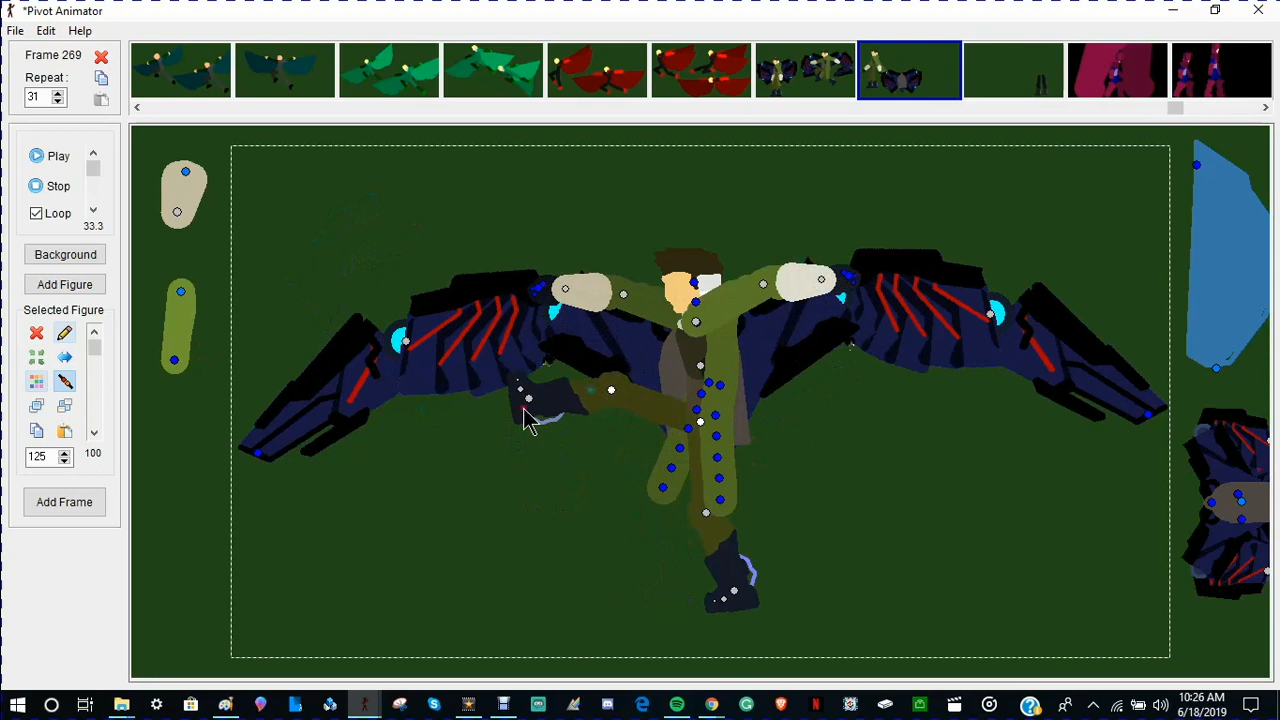 *Pivot Animator
File Edit Help
Frame 269
Repeat:
31
Play
Stop
Loop
33.3
Background
Add Figure
Selected Figure
125
100
Add Frame
10:26 AM
6/18/2019